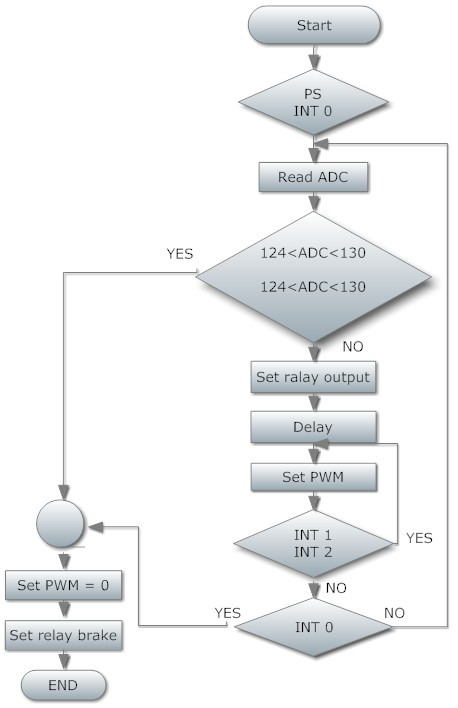 Start
PS
INT 0
Read ADC
124<ADC<130
124<ADC<130
YES
NO
Set ralay output
Delay
Set PWM
INT 1
INT 2
YES
NO
INT 0
YES
NO
Set PWM = 0
Set relay brake
END